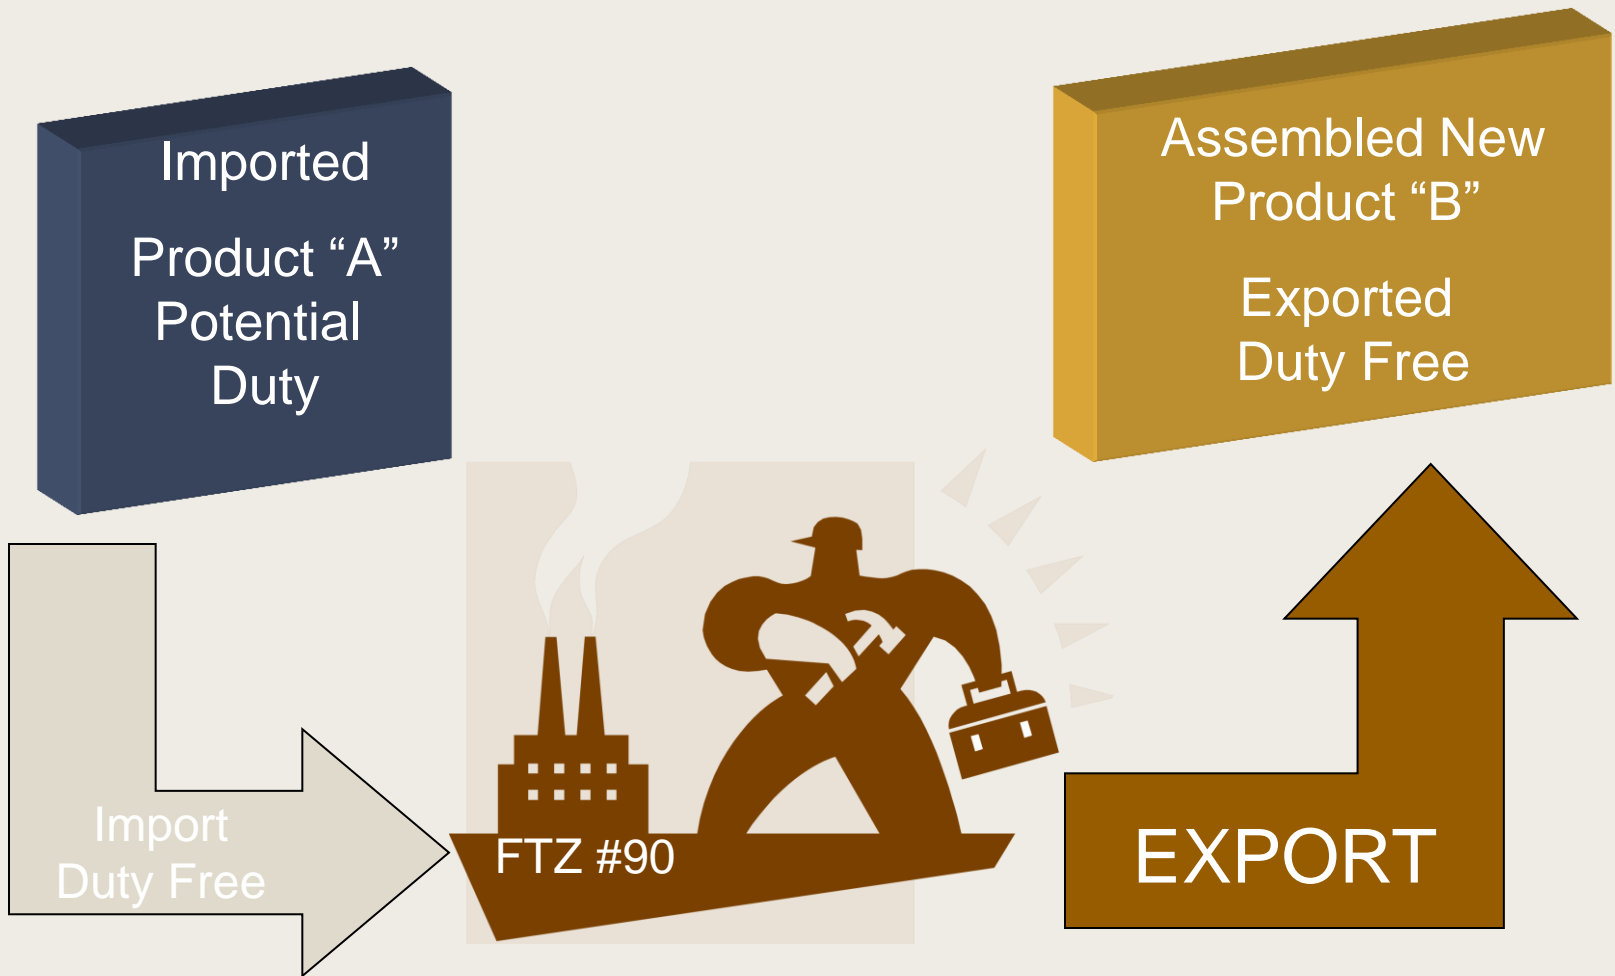 Imported
Product “A”
Potential
Duty
Import
Duty Free
FTZ #90
EXPORT
Assembled New
Product “B”
Exported
Duty Free